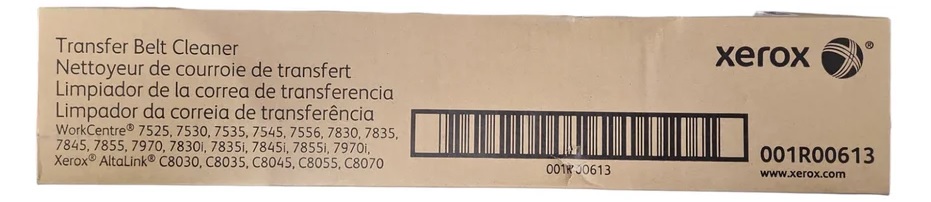 Transfer Belt Cleaner
Nettoyeur de courroie de transfert
Limpiador de la correa de transferencia
Limpador da correia de transferência
WorkCentre® 7525, 7530, 7535, 7545, 7556, 7830, 7835,
7845, 7855, 7970, 7830i, 7835i, 7845i, 7855i, 7970i,
Xerox® AltaLink® C8030, C8035, C8045, C8055, C8070
xerox ®
001R00613
001R00613
www.xerox.com